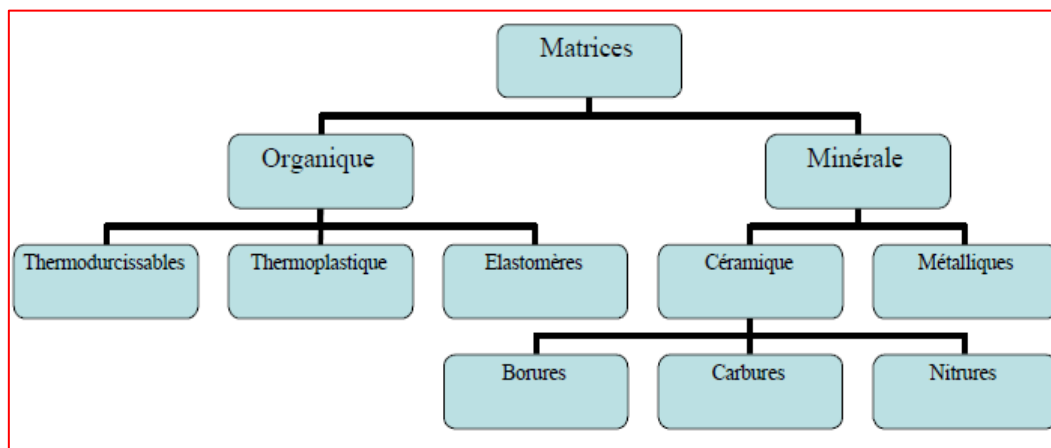 Matrices
Organique
Minérale
Thermodurcissables
Thermoplastique
Elastomères
Céramique
Métalliques
Borures
Carbures
Nitrures